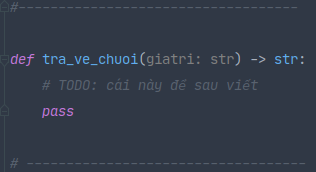 #--------------------------------
def tra_ve_chuoi(giatri: str) -> str:
# TODO: cái này để sau viết
pass
# --------------------------------